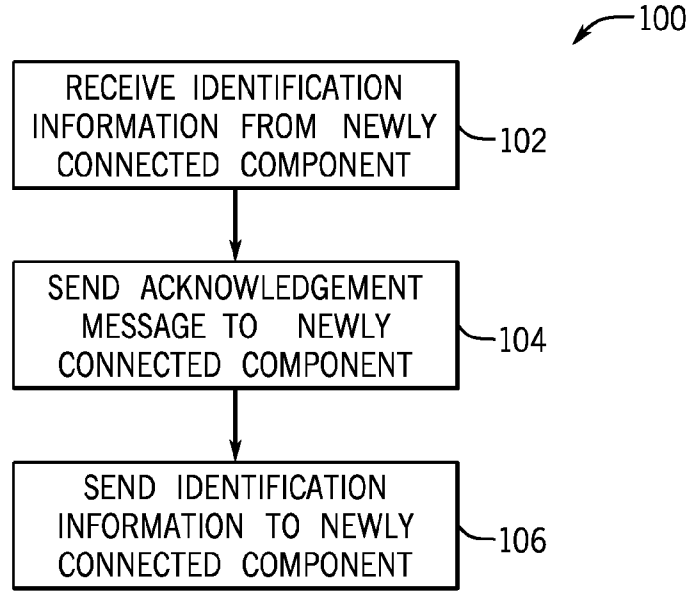 100
RECEIVE IDENTIFICATION
INFORMATION FROM NEWLY
CONNECTED COMPONENT
102
SEND ACKNOWLEDGEMENT
MESSAGE TO NEWLY
CONNECTED COMPONENT
104
SEND IDENTIFICATION
INFORMATION TO NEWLY
CONNECTED COMPONENT
106